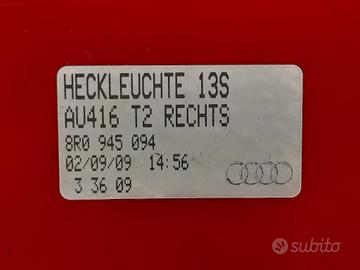 HECKLEUCHTE 13S
AU416 T2 RECHTS
8R0 945 094
02/09/09 14:56
3 36 09
subito